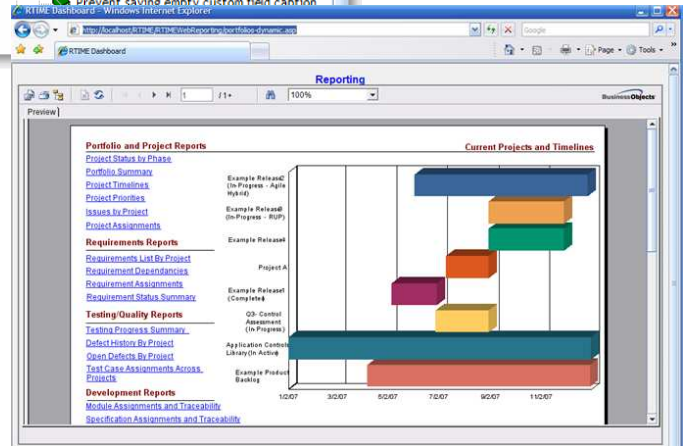 Prevent saving empty custom field caption
RTIME Dashboard - Windows Internet Explorer
http://localhost/RTIME/RTIMEWebReporting/portfolios-dynamic.asp
Google
RTIME Dashboard
Page
Tools
Reporting
1
/1+
100%
BusinessObjects
Preview
Portfolio and Project Reports
Project Status by Phase
Portfolio Summary
Project Timelines
Project Priorities
Issues by Project
Project Assignments
Requirements Reports
Requirements List By Project
Requirement Dependancies
Requirement Assignments
Requirement Status Summary
Testing/Quality Reports
Testing Progress Summary
Defect History By Project
Open Defects By Project
Test Case Assignments Across
Projects
Development Reports
Module Assignments and Traceability
Specification Assignments and Traceability
Current Projects and Timelines
Example Release2
(In-Progress - Agile
Hybrid)
Example Release3
(In-Progress - RUP)
Example Release4
Project A
Example Release1
(Completed)
Q3- Control
Assessment
(In Progress)
Application Controls
Library(In Active)
Example Product
Backlog
1/2/07
3/2/07
5/2/07
7/2/07
9/2/07
11/2/07